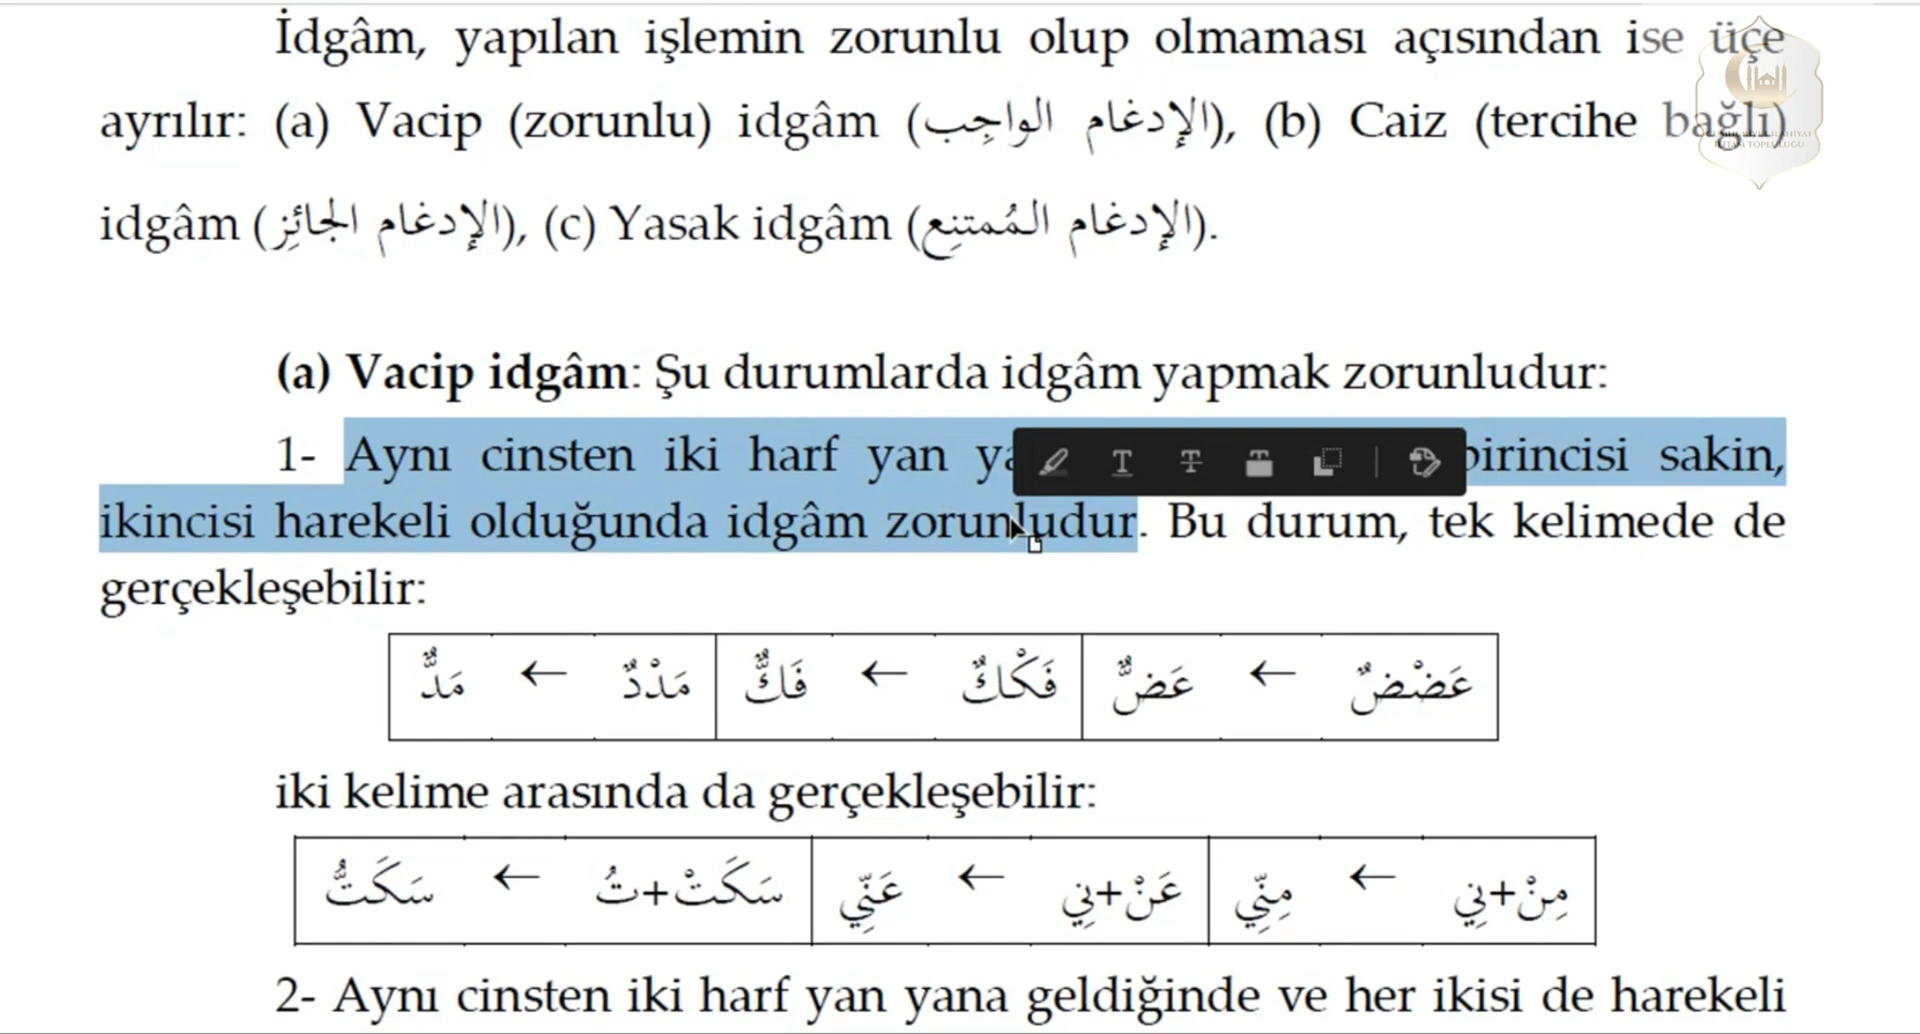 İdgâm, yapılan işlemin zorunlu olup olmaması açısından ise üçe
ayrılır: (a) Vacip (zorunlu) idgâm (الإدغام الواجِب), (b) Caiz (tercihe bağlı)
idgâm (الإدغام الجائِز), (c) Yasak idgâm (الإدغام المُمتنِع).
(a) Vacip idgâm: Şu durumlarda idgâm yapmak zorunludur:
1- Aynı cinsten iki harf yan birincisi sakin,
ikincisi harekeli olduğunda idgâm zorunludur. Bu durum, tek kelimede de
gerçekleşebilir:
عَضْضٌ ← عَضٌّ فَكْكٌ ← فَكٌّ مَدْدٌ ← مَدٌّ
iki kelime arasında da gerçekleşebilir:
مِنْ+نِي ← مِنِّي عَنْ+نِي ← عَنِّي سَكَتْ+تُ ← سَكَتُّ
2- Aynı cinsten iki harf yan yana geldiğinde ve her ikisi de harekeli